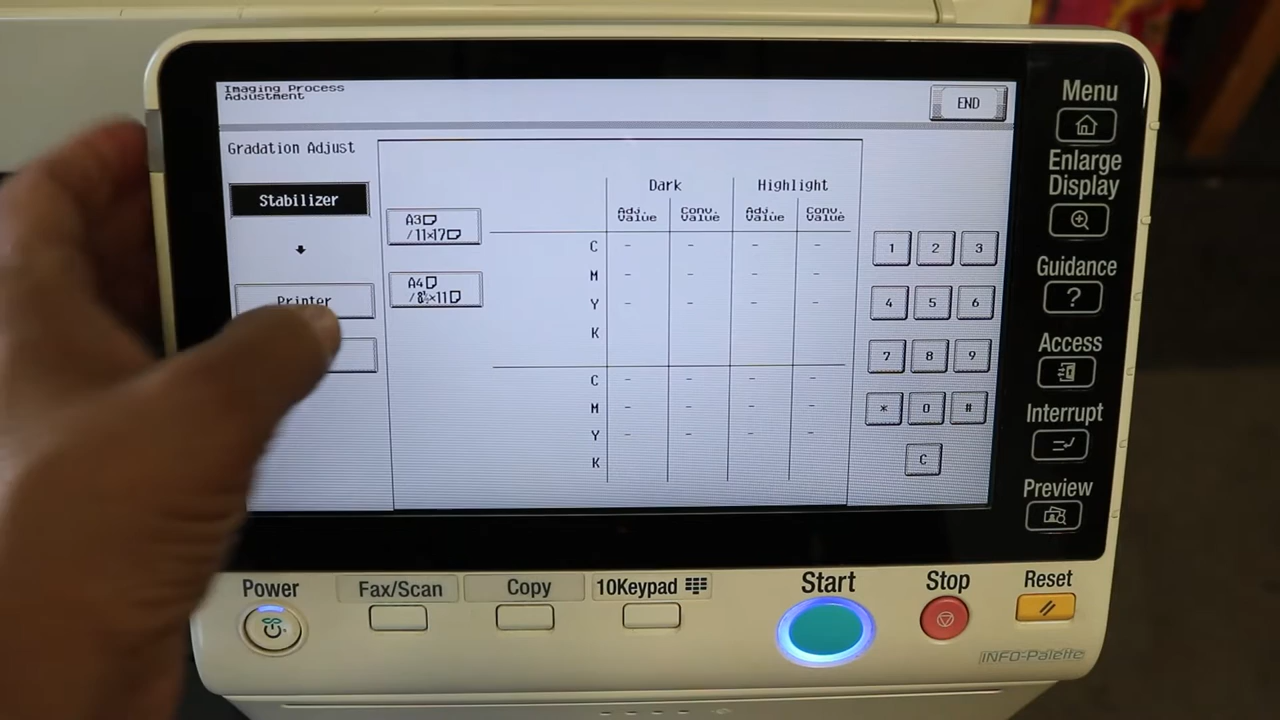 Imaging Process
Adjustment
END
Gradation Adjust
Stabilizer
Printer
A3
/11×17
A4
/8½×11
Dark
Highlight
Adj.
Value
Conv.
Value
Adj.
Value
Conv.
Value
C - - - -
M - - - -
Y - - - -
K
C - - - -
M - - - -
Y - - - -
K
1 2 3
4 5 6
7 8 9
* 0 #
C
Menu
Enlarge
Display
Guidance
?
Access
Interrupt
Preview
Power
Fax/Scan
Copy
10Keypad
Start
Stop
Reset
INFO-Palette